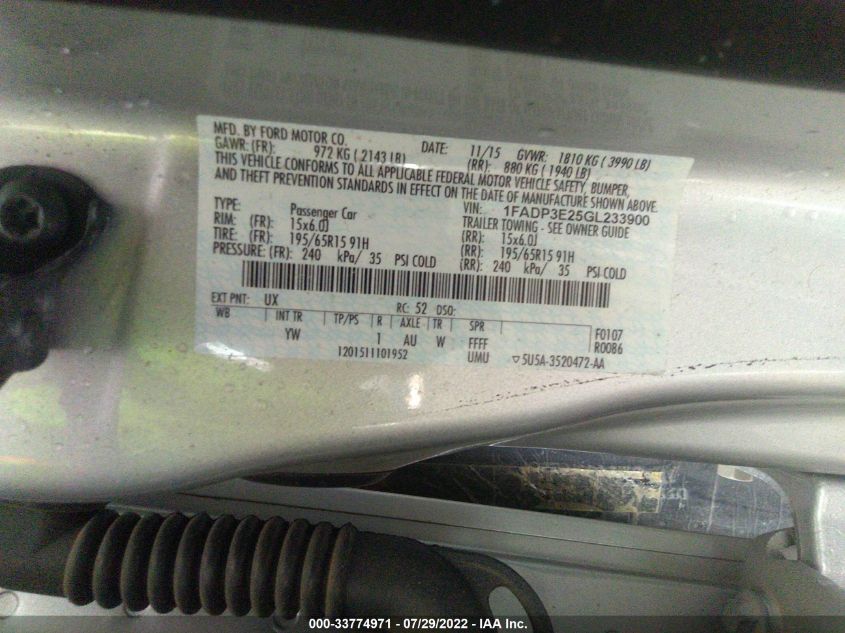 MFD. BY FORD MOTOR CO. DATE: 11/15 GVWR: 1810 KG ( 3990 LB)
GAWR: (FR): 972 KG ( 2143 LB) (RR): 880 KG ( 1940 LB)
THIS VEHICLE CONFORMS TO ALL APPLICABLE FEDERAL MOTOR VEHICLE SAFETY, BUMPER,
AND THEFT PREVENTION STANDARDS IN EFFECT ON THE DATE OF MANUFACTURE SHOWN ABOVE.
VIN: 1FADP3E25GL233900
TYPE: Passenger Car TRAILER TOWING - SEE OWNER GUIDE
RIM: (FR): 15x6.0J (RR): 15x6.0J
TIRE: (FR): 195/65R15 91H (RR): 195/65R15 91H
PRESSURE: (FR): 240 kPa/ 35 PSI COLD (RR): 240 kPa/ 35 PSI COLD
EXT PNT: UX RC: 52 DSO:
WB INT TR TP/PS R AXLE TR SPR F0107
YW 1 AU W FFFF R0086
1201511101952 UMU ▽5U5A-3520472-AA
000-33774971 - 07/29/2022 - IAA Inc.